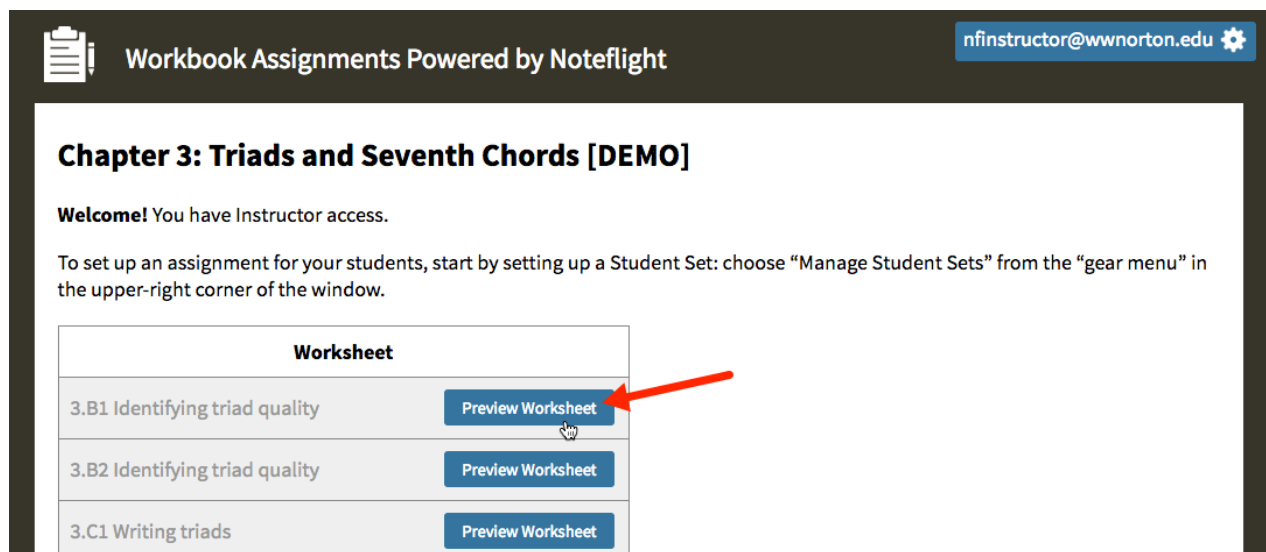 Workbook Assignments Powered by Noteflight
nfinstructor@wwnorton.edu
Chapter 3: Triads and Seventh Chords [DEMO]
Welcome! You have Instructor access.
To set up an assignment for your students, start by setting up a Student Set: choose “Manage Student Sets” from the “gear menu” in
the upper-right corner of the window.
Worksheet
3.B1 Identifying triad quality Preview Worksheet
3.B2 Identifying triad quality Preview Worksheet
3.C1 Writing triads Preview Worksheet